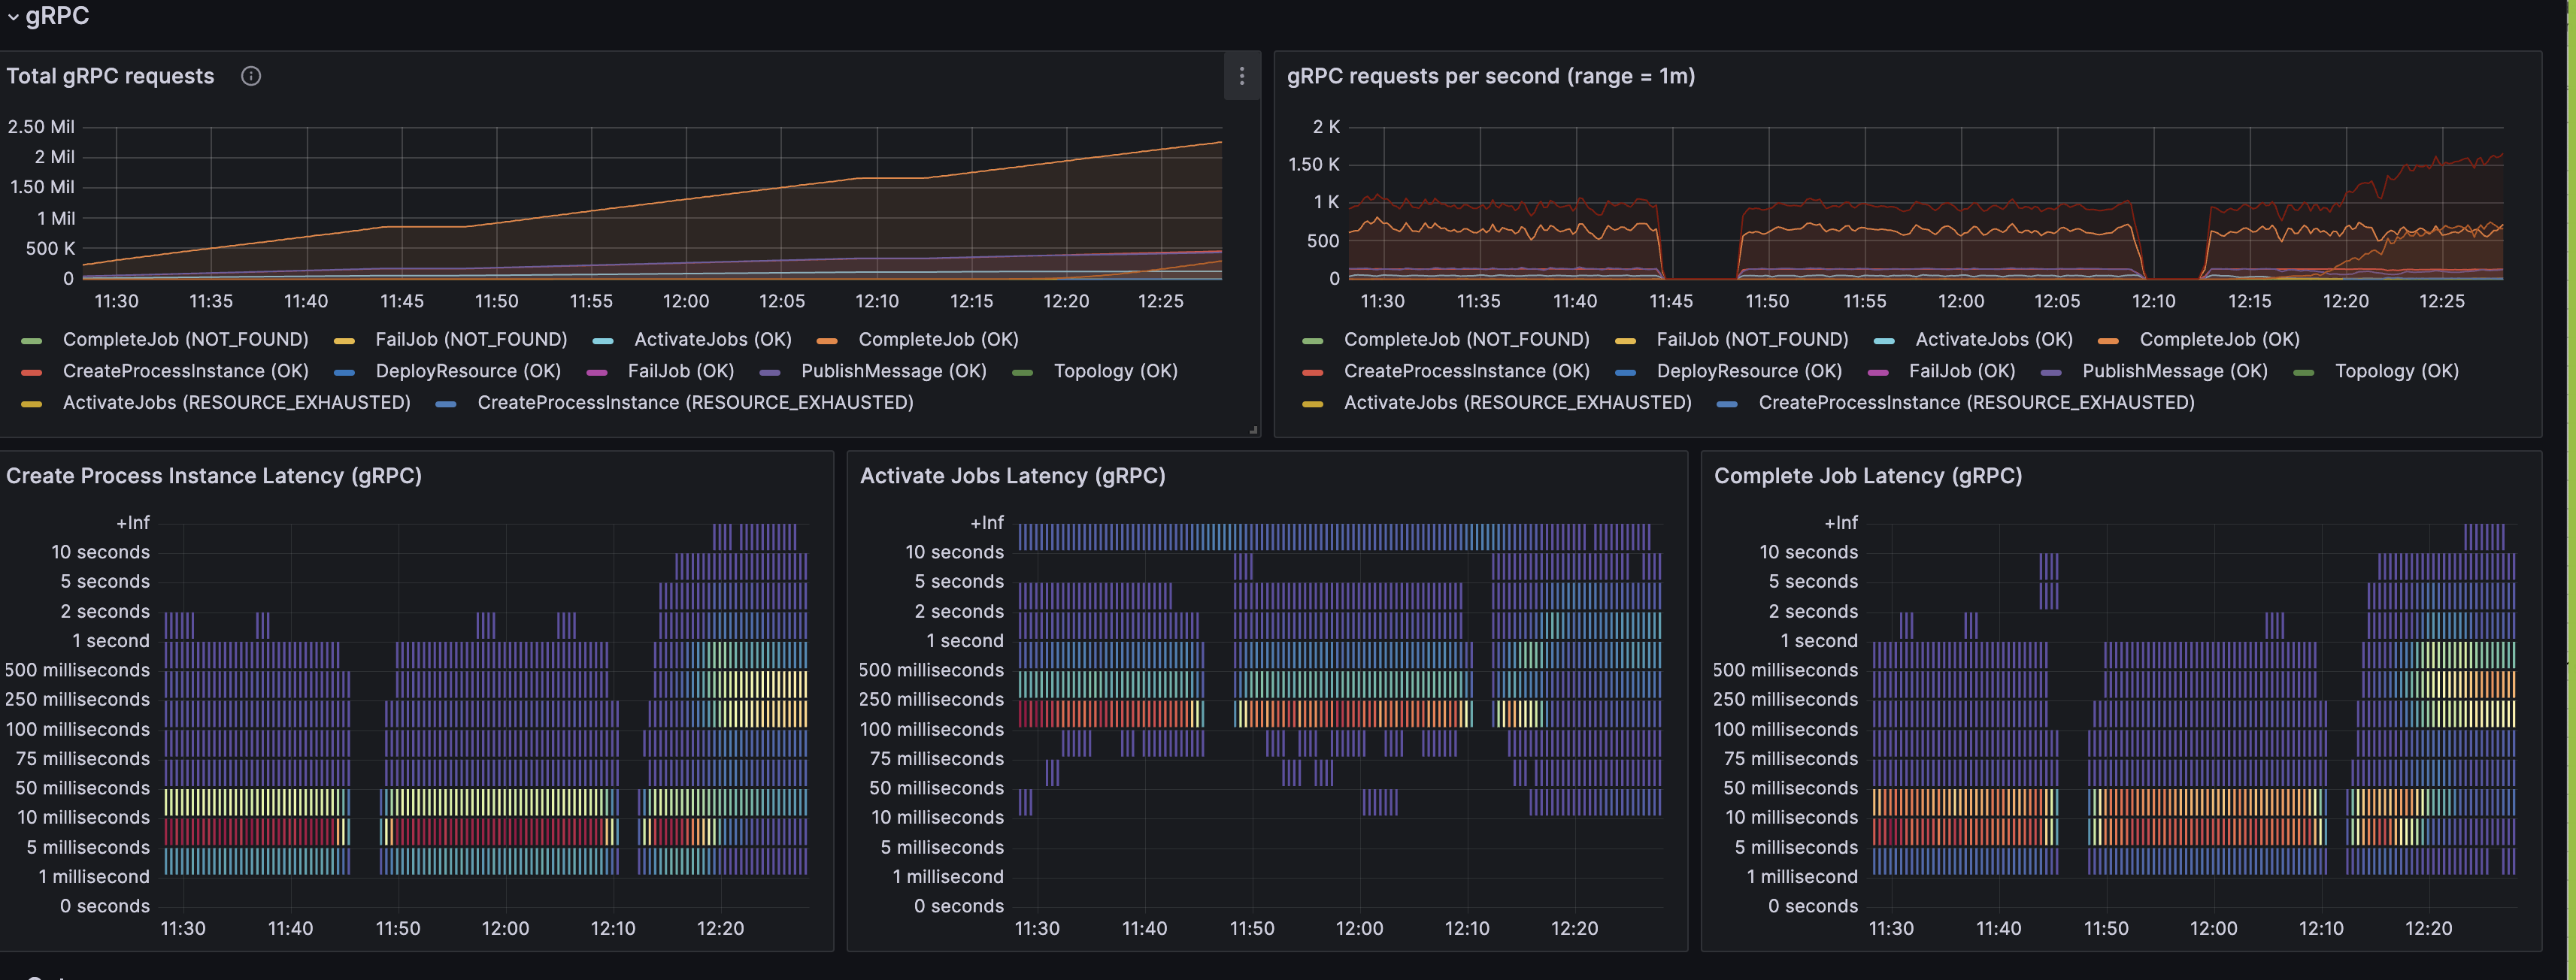 gRPC
Total gRPC requests
2.50 Mil
2 Mil
1.50 Mil
1 Mil
500 K
0
11:30 11:35 11:40 11:45 11:50 11:55 12:00 12:05 12:10 12:15 12:20 12:25
CompleteJob (NOT_FOUND) FailJob (NOT_FOUND) ActivateJobs (OK) CompleteJob (OK)
CreateProcessInstance (OK) DeployResource (OK) FailJob (OK) PublishMessage (OK) Topology (OK)
ActivateJobs (RESOURCE_EXHAUSTED) CreateProcessInstance (RESOURCE_EXHAUSTED)
gRPC requests per second (range = 1m)
2 K
1.50 K
1 K
500
0
11:30 11:35 11:40 11:45 11:50 11:55 12:00 12:05 12:10 12:15 12:20 12:25
CompleteJob (NOT_FOUND) FailJob (NOT_FOUND) ActivateJobs (OK) CompleteJob (OK)
CreateProcessInstance (OK) DeployResource (OK) FailJob (OK) PublishMessage (OK) Topology (OK)
ActivateJobs (RESOURCE_EXHAUSTED) CreateProcessInstance (RESOURCE_EXHAUSTED)
Create Process Instance Latency (gRPC)
+Inf
10 seconds
5 seconds
2 seconds
1 second
500 milliseconds
250 milliseconds
100 milliseconds
75 milliseconds
50 milliseconds
10 milliseconds
5 milliseconds
1 millisecond
0 seconds
11:30 11:40 11:50 12:00 12:10 12:20
Activate Jobs Latency (gRPC)
+Inf
10 seconds
5 seconds
2 seconds
1 second
500 milliseconds
250 milliseconds
100 milliseconds
75 milliseconds
50 milliseconds
10 milliseconds
5 milliseconds
1 millisecond
0 seconds
11:30 11:40 11:50 12:00 12:10 12:20
Complete Job Latency (gRPC)
+Inf
10 seconds
5 seconds
2 seconds
1 second
500 milliseconds
250 milliseconds
100 milliseconds
75 milliseconds
50 milliseconds
10 milliseconds
5 milliseconds
1 millisecond
0 seconds
11:30 11:40 11:50 12:00 12:10 12:20